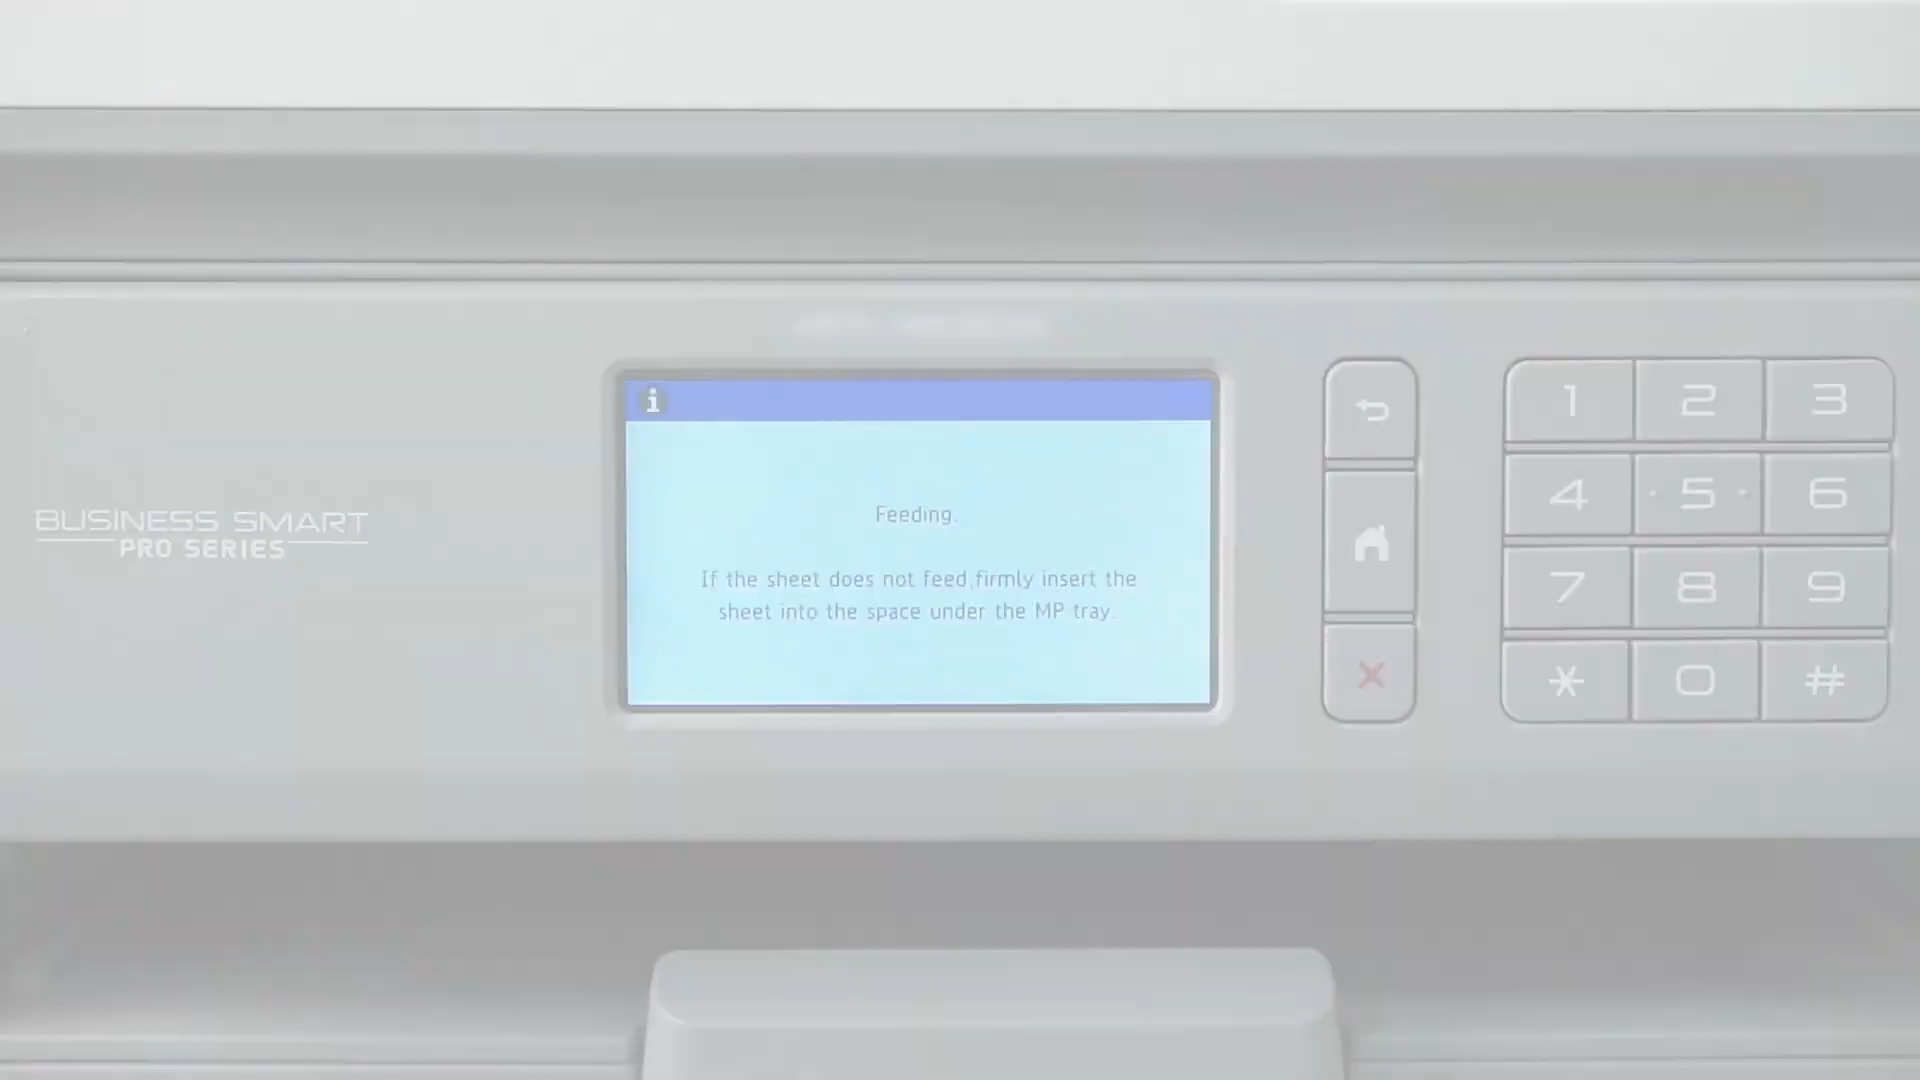 i
Feeding.
If the sheet does not feed,firmly insert the
sheet into the space under the MP tray.
BUSINESS SMART
PRO SERIES
1 2 3
4 5 6
7 8 9
* 0 #